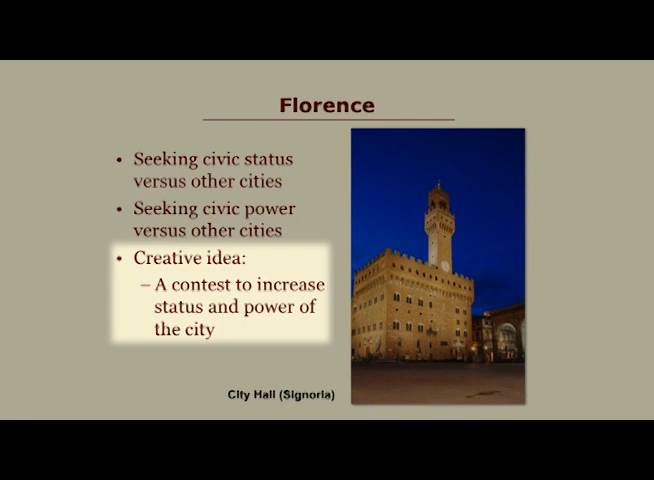 Florence
• Seeking civic status
versus other cities
• Seeking civic power
versus other cities
• Creative idea:
– A contest to increase
status and power of
the city
City Hall (Signoria)